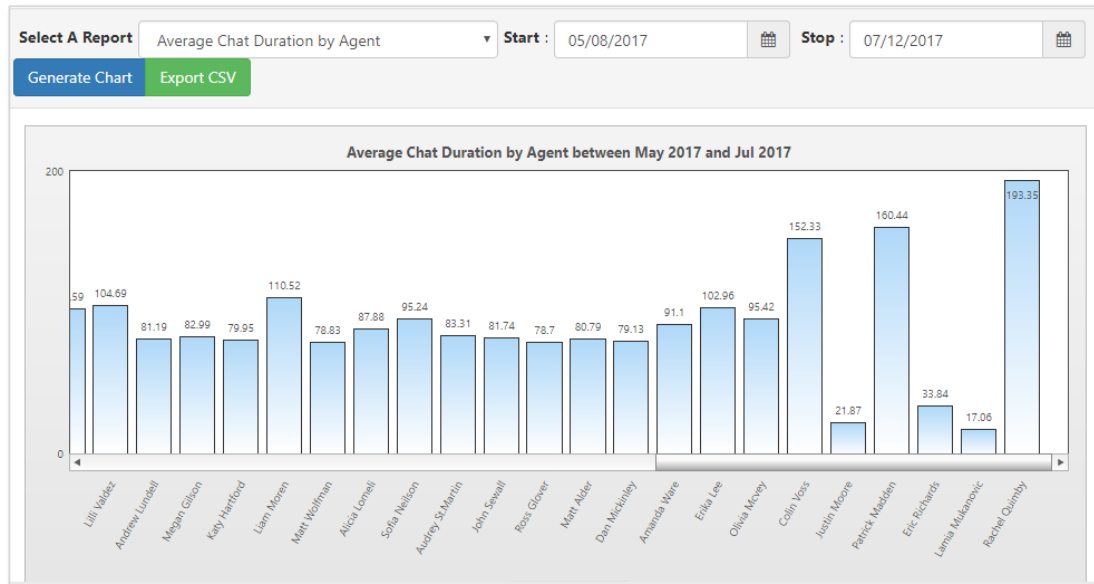 Select A Report Average Chat Duration by Agent Start : 05/08/2017 Stop : 07/12/2017
Generate Chart Export CSV
Average Chat Duration by Agent between May 2017 and Jul 2017
200
193.35
160.44
152.33
110.52
.59 104.69
102.96
95.24
95.42
91.1
87.88
81.19
82.99
79.95
78.83
83.31
81.74
78.7
80.79
79.13
33.84
21.87
17.06
0
Lilli Valdez
Andrew Lundell
Megan Gilson
Katy Hartford
Liam Moren
Matt Wolfman
Alicia Lomeli
Sofia Neilson
Audrey St.Martin
John Sewall
Ross Glover
Matt Alder
Dan Mickinley
Amanda Ware
Erika Lee
Olivia Mcvey
Colin Voss
Justin Moore
Patrick Madden
Eric Richards
Lamia Mukanovic
Rachel Quimby